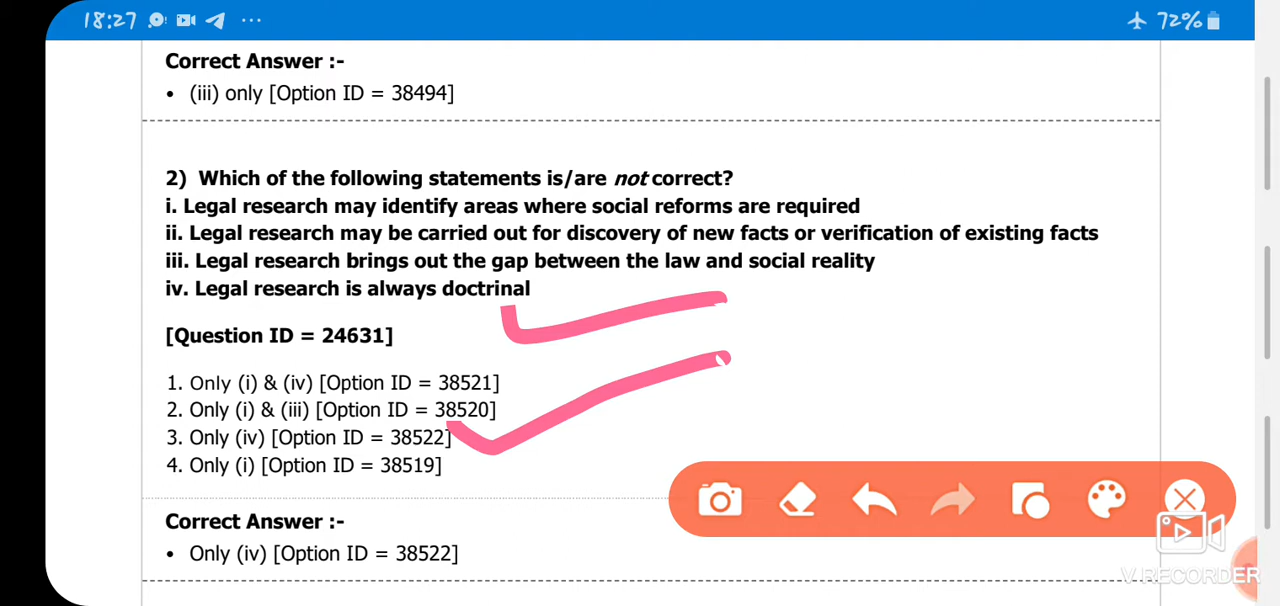 18:27 ... 72%
Correct Answer :-
• (iii) only [Option ID = 38494]
2) Which of the following statements is/are not correct?
i. Legal research may identify areas where social reforms are required
ii. Legal research may be carried out for discovery of new facts or verification of existing facts
iii. Legal research brings out the gap between the law and social reality
iv. Legal research is always doctrinal
[Question ID = 24631]
1. Only (i) & (iv) [Option ID = 38521]
2. Only (i) & (iii) [Option ID = 38520]
3. Only (iv) [Option ID = 38522]
4. Only (i) [Option ID = 38519]
Correct Answer :-
• Only (iv) [Option ID = 38522]
V.RECORDER